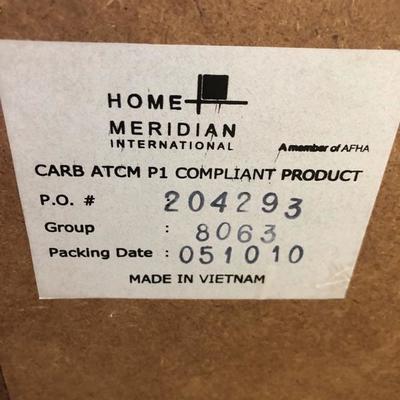 HOME
MERIDIAN
INTERNATIONAL
A member of AFHA
CARB ATCM P1 COMPLIANT PRODUCT
P.O. # 204293
Group : 8063
Packing Date : 051010
MADE IN VIETNAM